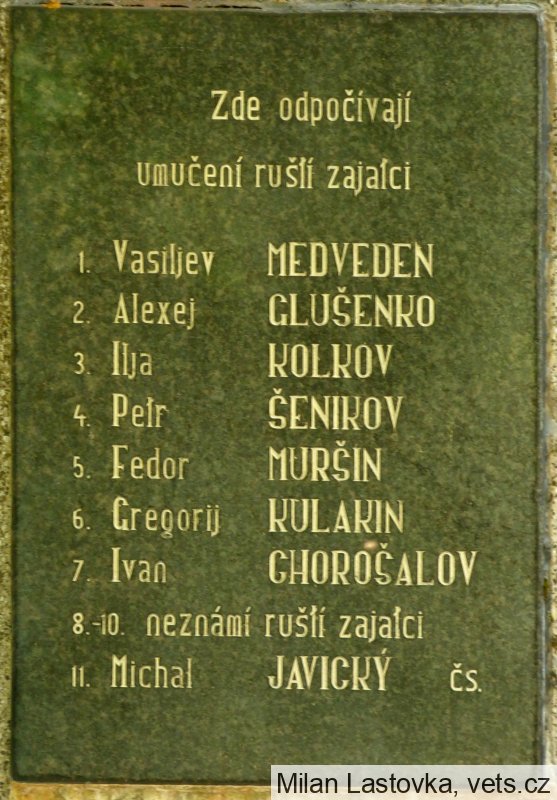 Zde odpočívají
umučení ruští zajatci
1. Vasiljev MEDVEDEN
2. Alexej GLUŠENKO
3. Ilja KOLKOV
4. Petr ŠENIKOV
5. Fedor MURŠIN
6. Gregorij KULAKIN
7. Ivan CHOROŠALOV
8.-10. neznámí ruští zajatci
11. Michal JAVICKÝ čs.
Milan Lastovka, vets.cz